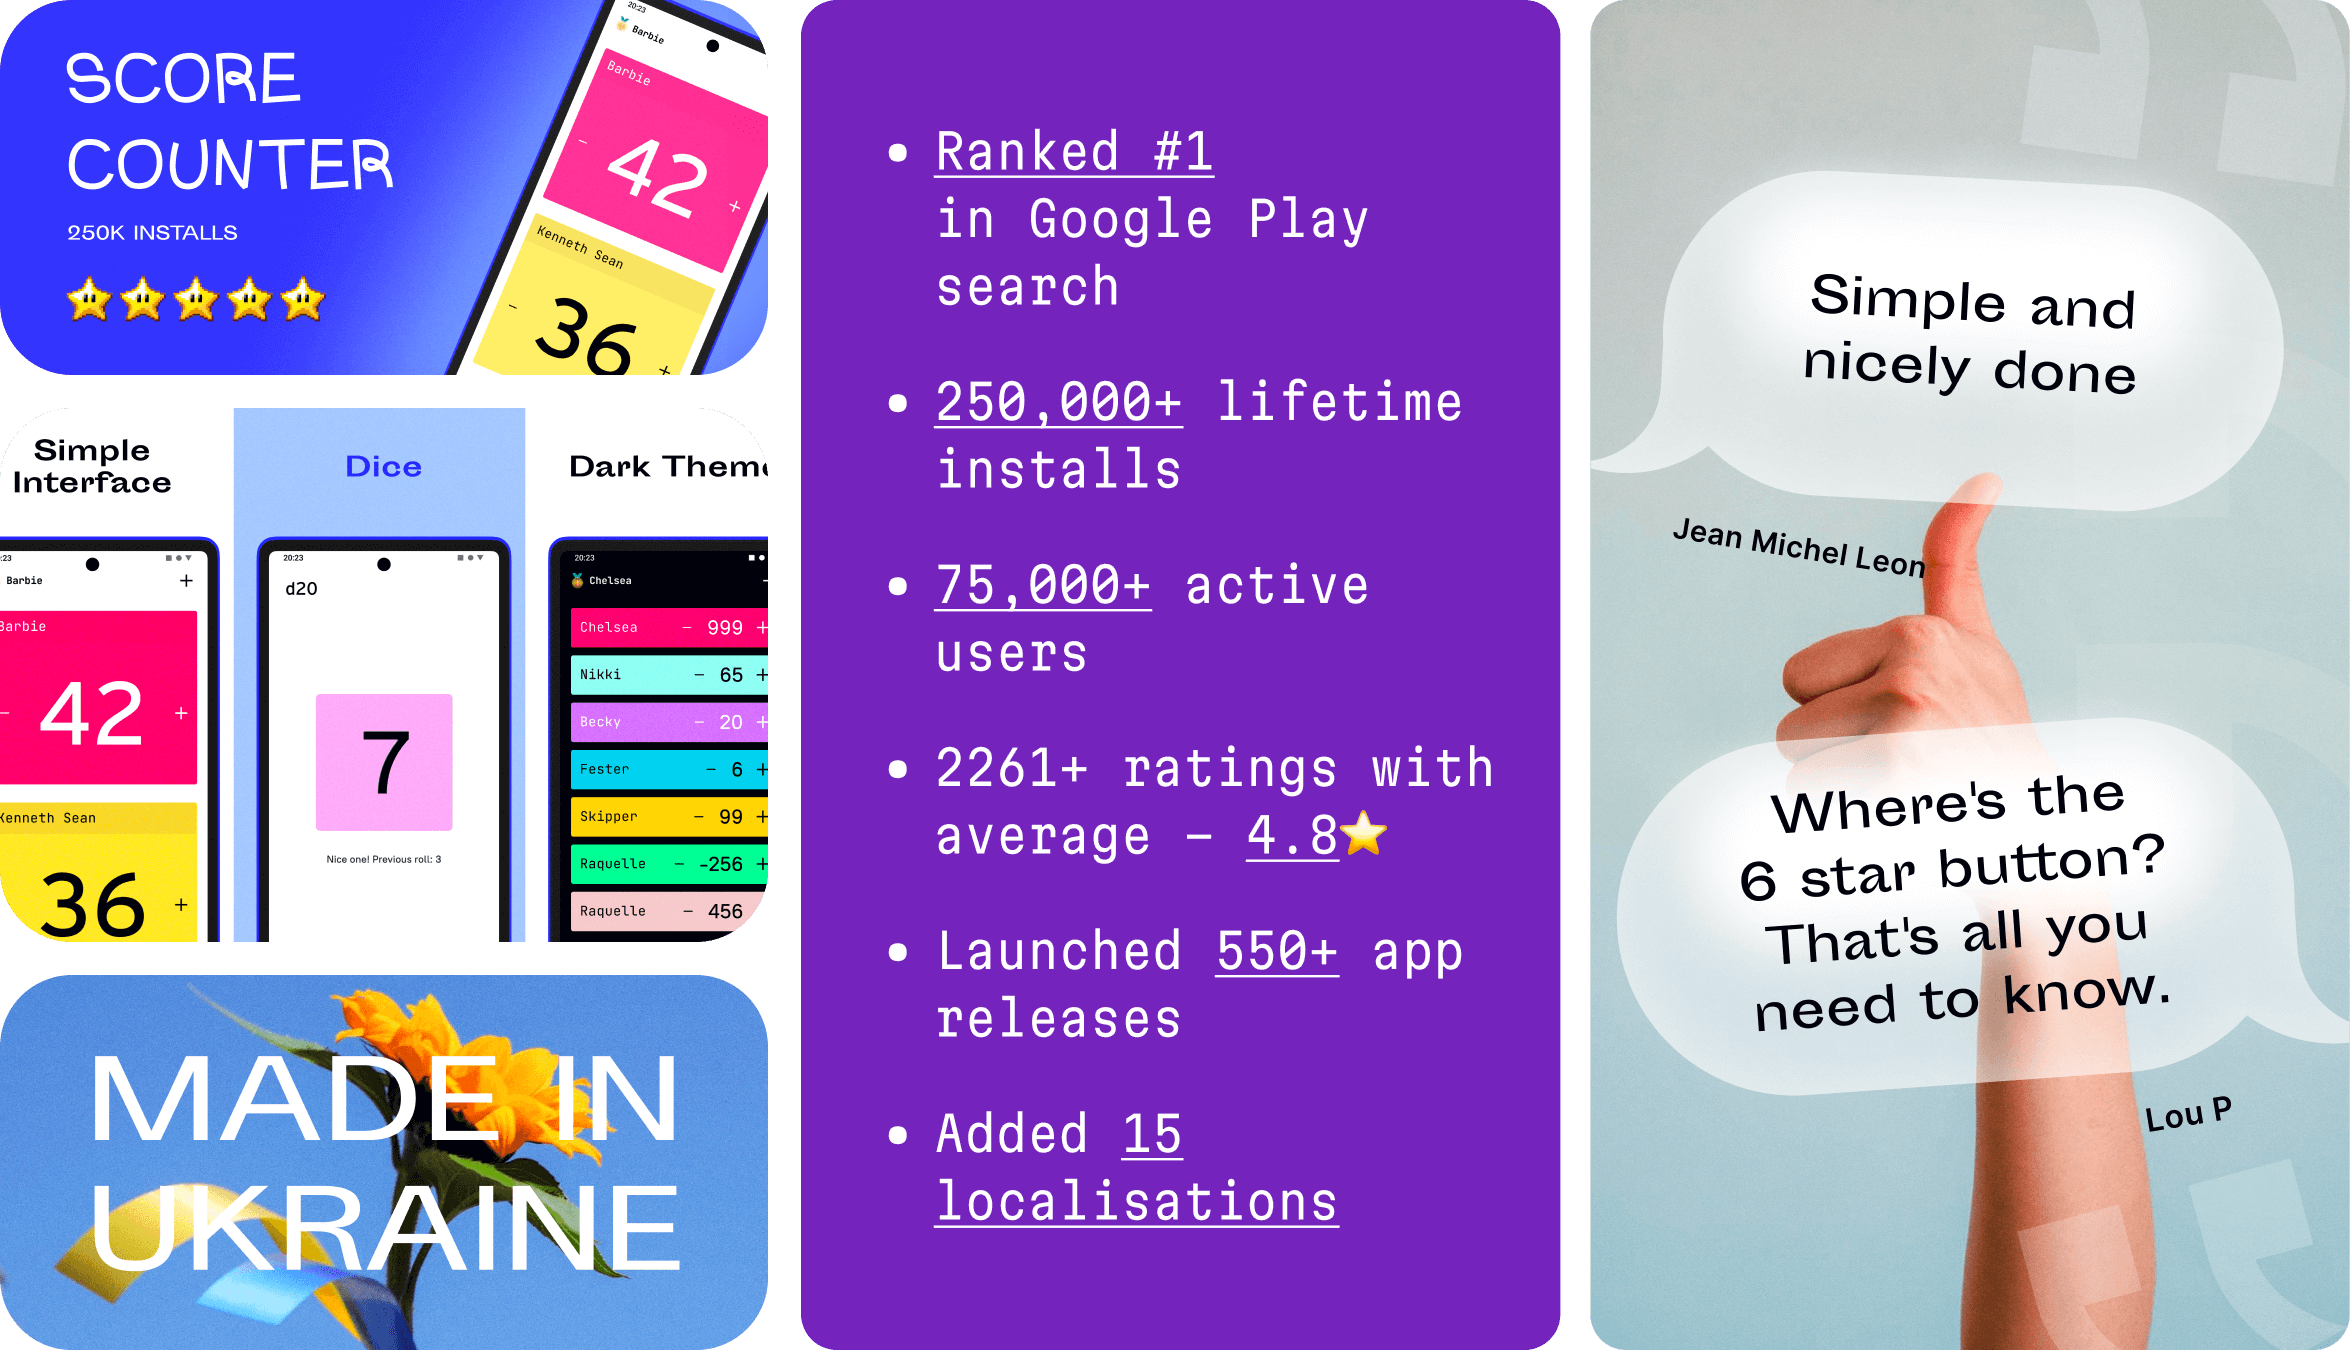 SCORE
COUNTER
250K INSTALLS
20:23
Barbie
Barbie
- 42 +
Kenneth Sean
- 36 +
Simple
Interface
:23
Barbie +
Barbie
- 42 +
Kenneth Sean
36 +
Dice
20:23
d20
7
Nice one! Previous roll: 3
Dark Theme
20:23
Chelsea
Chelsea - 999 +
Nikki - 65 +
Becky - 20 +
Fester - 6 +
Skipper - 99 +
Raquelle - -256 +
Raquelle - 456
MADE IN
UKRAINE
• Ranked #1
in Google Play
search
• 250,000+ lifetime
installs
• 75,000+ active
users
• 2261+ ratings with
average – 4.8⭐
• Launched 550+ app
releases
• Added 15
localisations
Simple and
nicely done
Jean Michel Leon
Where's the
6 star button?
That's all you
need to know.
Lou P